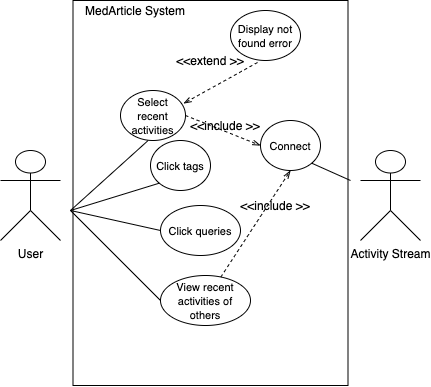 MedArticle System
Display not
found error
<<extend >>
Select
recent
activities
<<include >>
Connect
Click tags
<<include >>
Click queries
User
Activity Stream
View recent
activities of
others